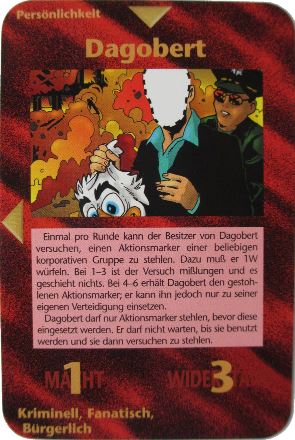 Persönlichkeit
Dagobert
Einmal pro Runde kann der Besitzer von Dagobert
versuchen, einen Aktionsmarker einer beliebigen
korporativen Gruppe zu stehlen. Dazu muß er 1W
würfeln. Bei 1–3 ist der Versuch mißlungen und es
geschieht nichts. Bei 4–6 erhält Dagobert den gestoh-
lenen Aktionsmarker; er kann ihn jedoch nur zu seiner
eigenen Verteidigung einsetzen.
Dagobert darf nur Aktionsmarker stehlen, bevor diese
eingesetzt werden. Er darf nicht warten, bis sie benutzt
werden und sie dann versuchen zu stehlen.
MACHT 1 3
Kriminell, Fanatisch,
Bürgerlich